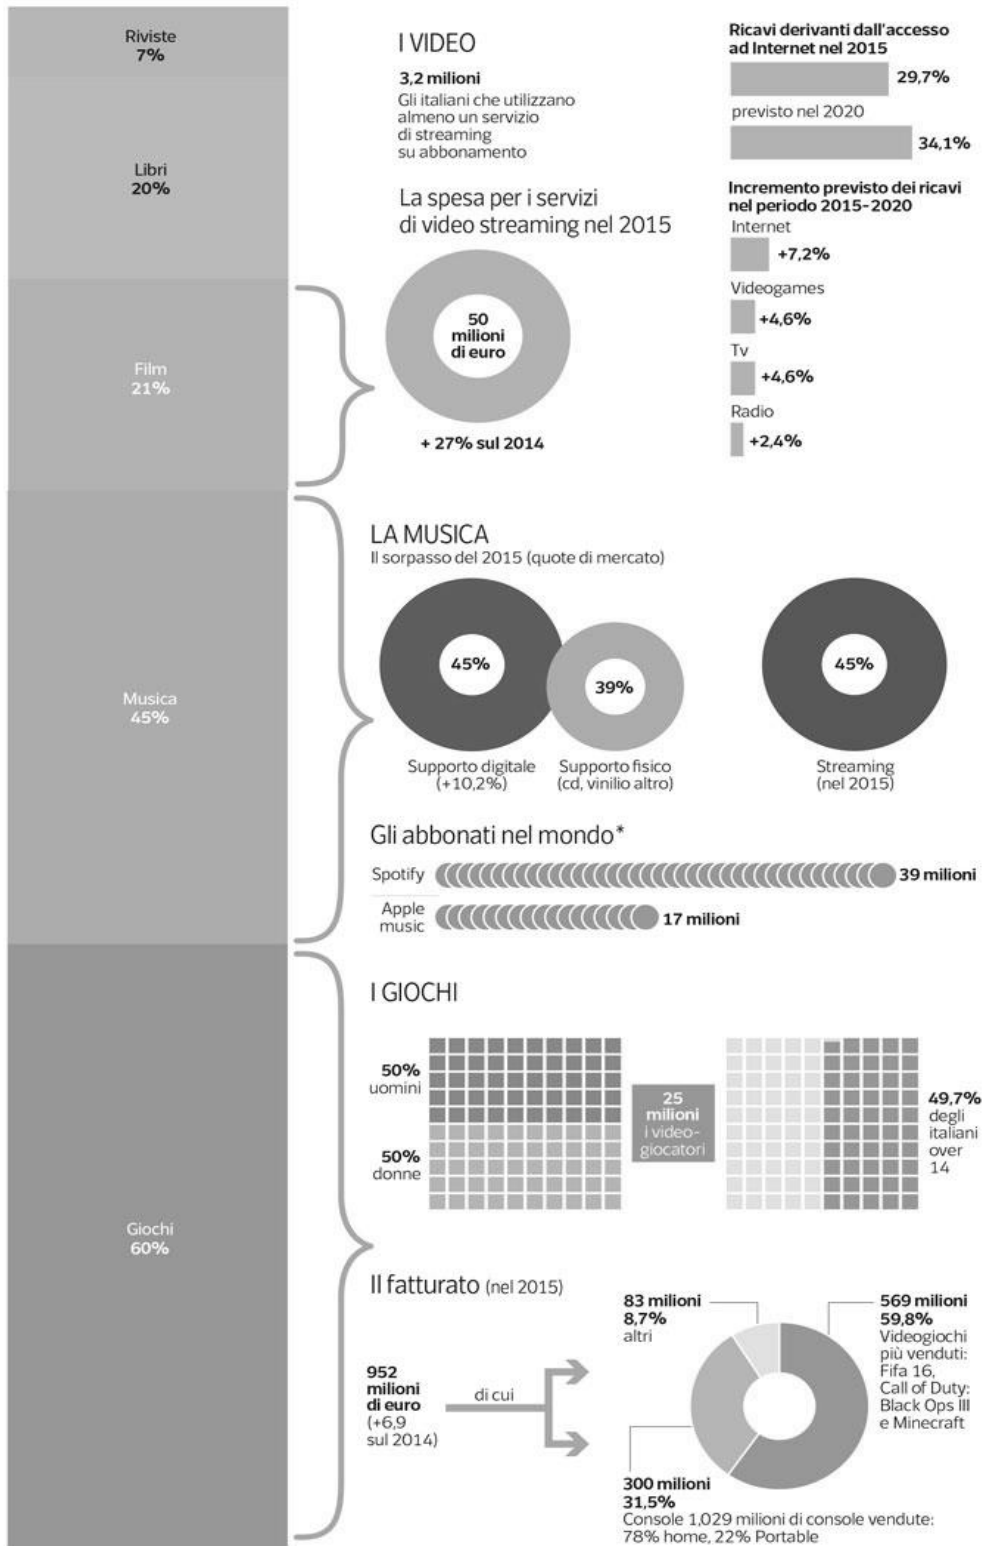 Riviste
7%
Libri
20%
Film
21%
Musica
45%
Giochi
60%
I VIDEO
3,2 milioni
Gli italiani che utilizzano
almeno un servizio
di streaming
su abbonamento
La spesa per i servizi
di video streaming nel 2015
50
milioni
di euro
+ 27% sul 2014
Ricavi derivanti dall'accesso
ad Internet nel 2015
29,7%
previsto nel 2020
34,1%
Incremento previsto dei ricavi
nel periodo 2015-2020
Internet
+7,2%
Videogames
+4,6%
Tv
+4,6%
Radio
+2,4%
LA MUSICA
Il sorpasso del 2015 (quote di mercato)
45%
Supporto digitale
(+10,2%)
39%
Supporto fisico
(cd, vinilio altro)
45%
Streaming
(nel 2015)
Gli abbonati nel mondo*
Spotify
39 milioni
Apple
music
17 milioni
I GIOCHI
50%
uomini
50%
donne
25
milioni
i video-
giocatori
49,7%
degli
italiani
over
14
Il fatturato (nel 2015)
952
milioni
di euro
(+6,9
sul 2014)
di cui
83 milioni
8,7%
altri
569 milioni
59,8%
Videogiochi
più venduti:
Fifa 16,
Call of Duty:
Black Ops III
e Minecraft
300 milioni
31,5%
Console 1,029 milioni di console vendute:
78% home, 22% Portable